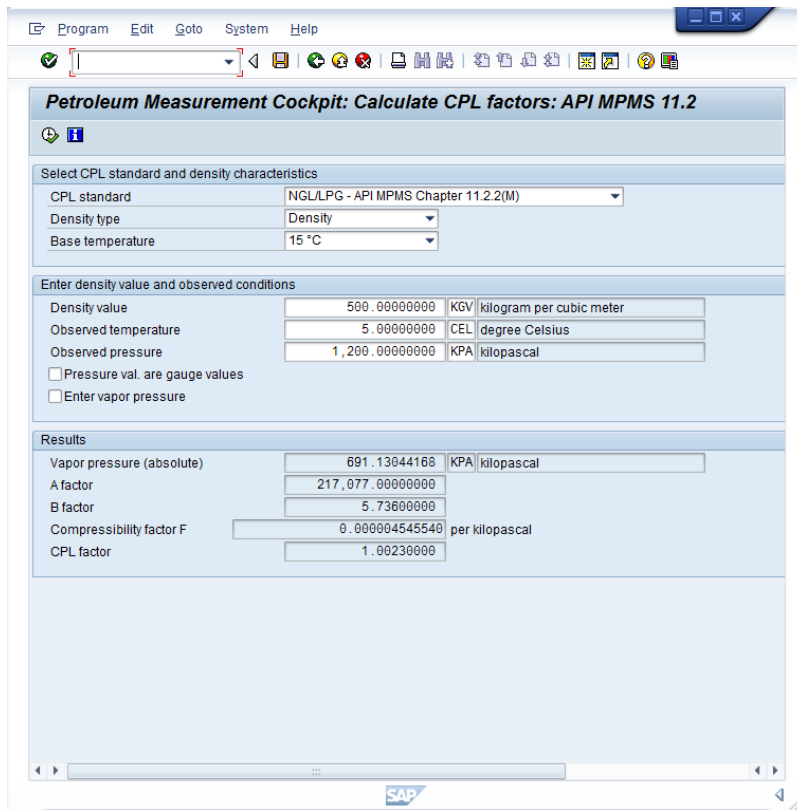 Program Edit Goto System Help
Petroleum Measurement Cockpit: Calculate CPL factors: API MPMS 11.2
Select CPL standard and density characteristics
CPL standard NGL/LPG - API MPMS Chapter 11.2.2(M)
Density type Density
Base temperature 15 °C
Enter density value and observed conditions
Density value 500.00000000 KGV kilogram per cubic meter
Observed temperature 5.00000000 CEL degree Celsius
Observed pressure 1,200.00000000 KPA kilopascal
Pressure val. are gauge values
Enter vapor pressure
Results
Vapor pressure (absolute) 691.13044168 KPA kilopascal
A factor 217,077.00000000
B factor 5.73600000
Compressibility factor F 0.000004545540 per kilopascal
CPL factor 1.00230000
SAP